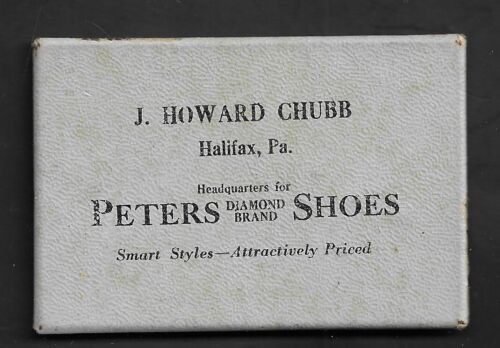 J. HOWARD CHUBB
Halifax, Pa.
Headquarters for
PETERS DIAMOND BRAND SHOES
Smart Styles—Attractively Priced